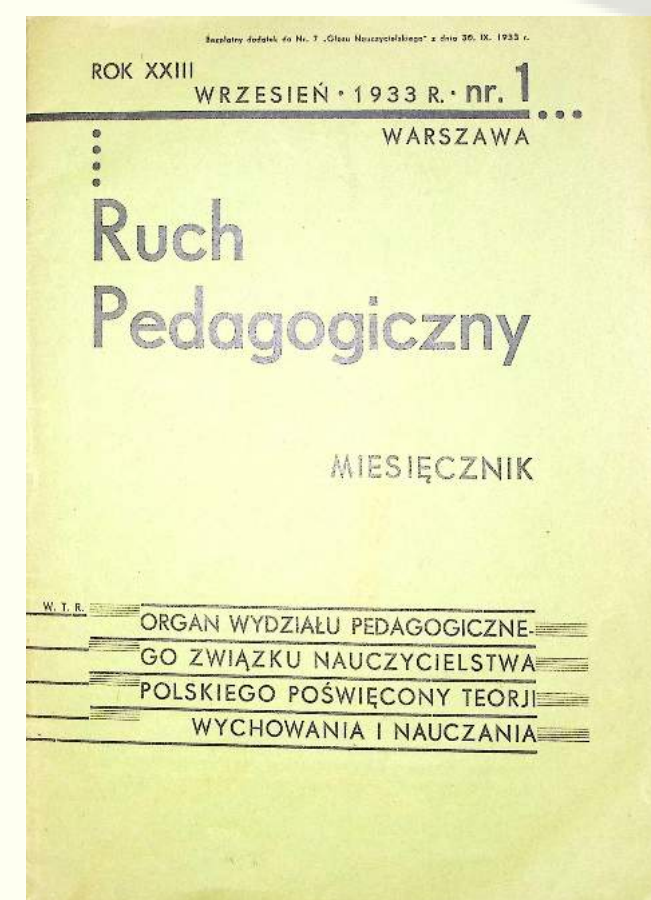 Bezpłatny dodatek do Nr. 7 „Głosu Nauczycielskiego" z dnia 30. IX. 1933 r.
ROK XXIII
WRZESIEŃ · 1933 R. · nr. 1
WARSZAWA
Ruch
Pedagogiczny
MIESIĘCZNIK
W. T. R.
ORGAN WYDZIAŁU PEDAGOGICZNE-
GO ZWIĄZKU NAUCZYCIELSTWA
POLSKIEGO POŚWIĘCONY TEORJI
WYCHOWANIA I NAUCZANIA